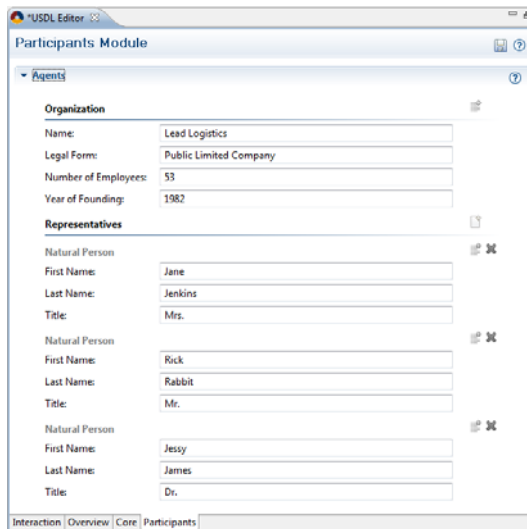 *USDL Editor
Participants Module
Agents
Organization
Name: Lead Logistics
Legal Form: Public Limited Company
Number of Employees: 53
Year of Founding: 1982
Representatives
Natural Person
First Name: Jane
Last Name: Jenkins
Title: Mrs.
Natural Person
First Name: Rick
Last Name: Rabbit
Title: Mr.
Natural Person
First Name: Jessy
Last Name: James
Title: Dr.
Interaction Overview Core Participants